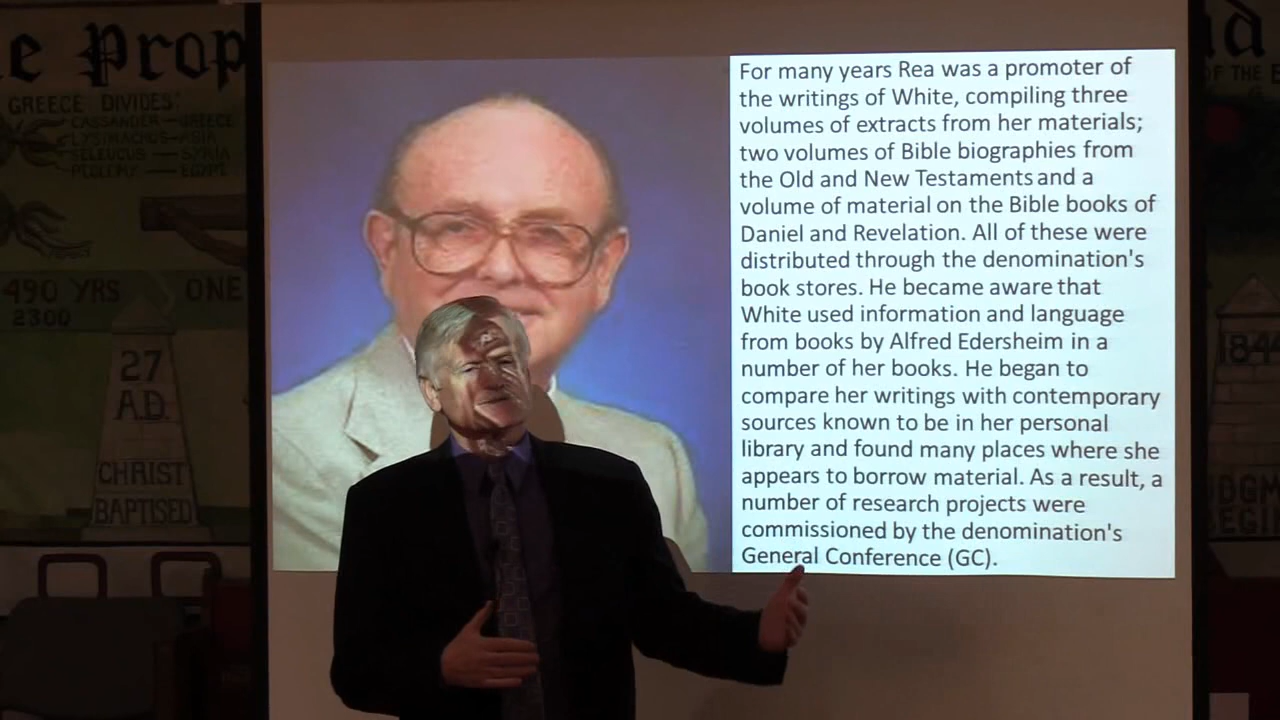 e Prop
GREECE DIVIDES;
CASSANDER—GREECE
LYSIMACHUS—ASIA
SELEUCUS — SYRIA
PTOLEMY — EGYPT
490 YRS ONE
2300
27
A.D.
CHRIST
BAPTISED
For many years Rea was a promoter of
the writings of White, compiling three
volumes of extracts from her materials;
two volumes of Bible biographies from
the Old and New Testaments and a
volume of material on the Bible books of
Daniel and Revelation. All of these were
distributed through the denomination's
book stores. He became aware that
White used information and language
from books by Alfred Edersheim in a
number of her books. He began to
compare her writings with contemporary
sources known to be in her personal
library and found many places where she
appears to borrow material. As a result, a
number of research projects were
commissioned by the denomination's
General Conference (GC).
OF THE E
184